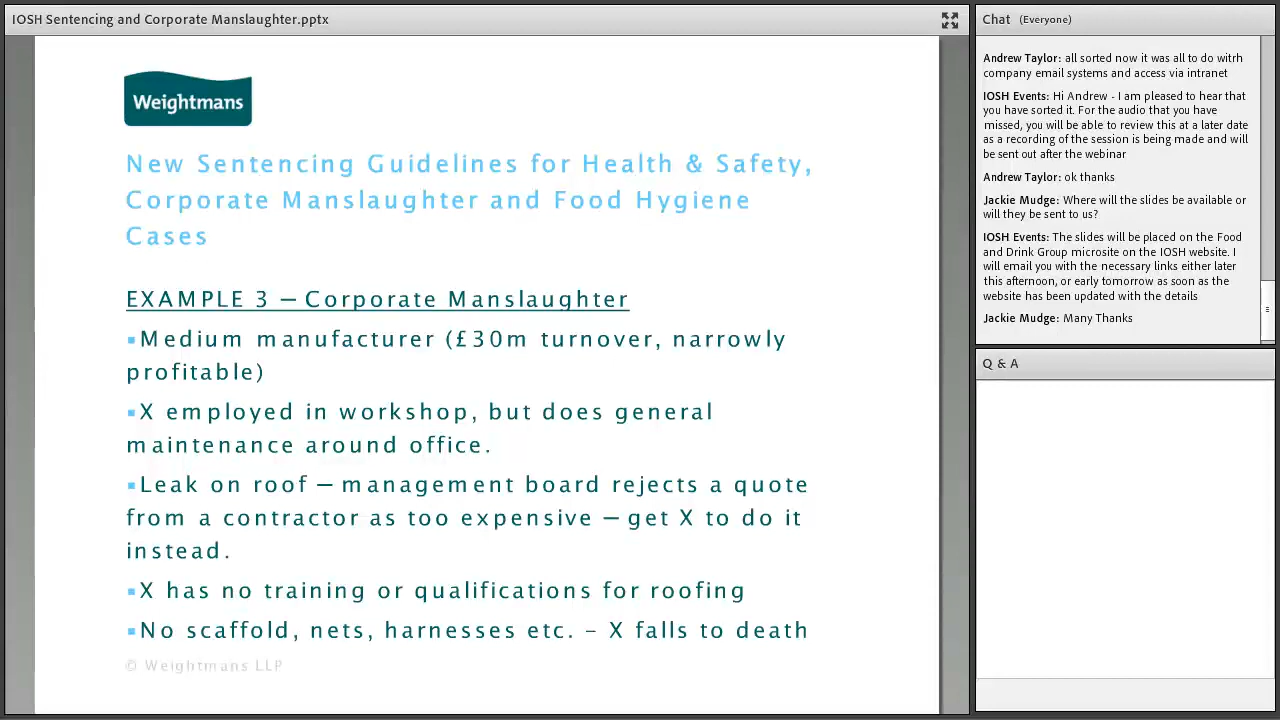 IOSH Sentencing and Corporate Manslaughter.pptx
Weightmans
New Sentencing Guidelines for Health & Safety,
Corporate Manslaughter and Food Hygiene
Cases
EXAMPLE 3 – Corporate Manslaughter
▪Medium manufacturer (£30m turnover, narrowly
profitable)
▪X employed in workshop, but does general
maintenance around office.
▪Leak on roof – management board rejects a quote
from a contractor as too expensive – get X to do it
instead.
▪X has no training or qualifications for roofing
▪No scaffold, nets, harnesses etc. – X falls to death
© Weightmans LLP
Chat (Everyone)
Andrew Taylor: all sorted now it was all to do witrh
company email systems and access via intranet
IOSH Events: Hi Andrew - I am pleased to hear that
you have sorted it. For the audio that you have
missed, you will be able to review this at a later date
as a recording of the session is being made and will
be sent out after the webinar
Andrew Taylor: ok thanks
Jackie Mudge: Where will the slides be available or
will they be sent to us?
IOSH Events: The slides will be placed on the Food
and Drink Group microsite on the IOSH website. I
will email you with the necessary links either later
this afternoon, or early tomorrow as soon as the
website has been updated with the details
Jackie Mudge: Many Thanks
Q & A